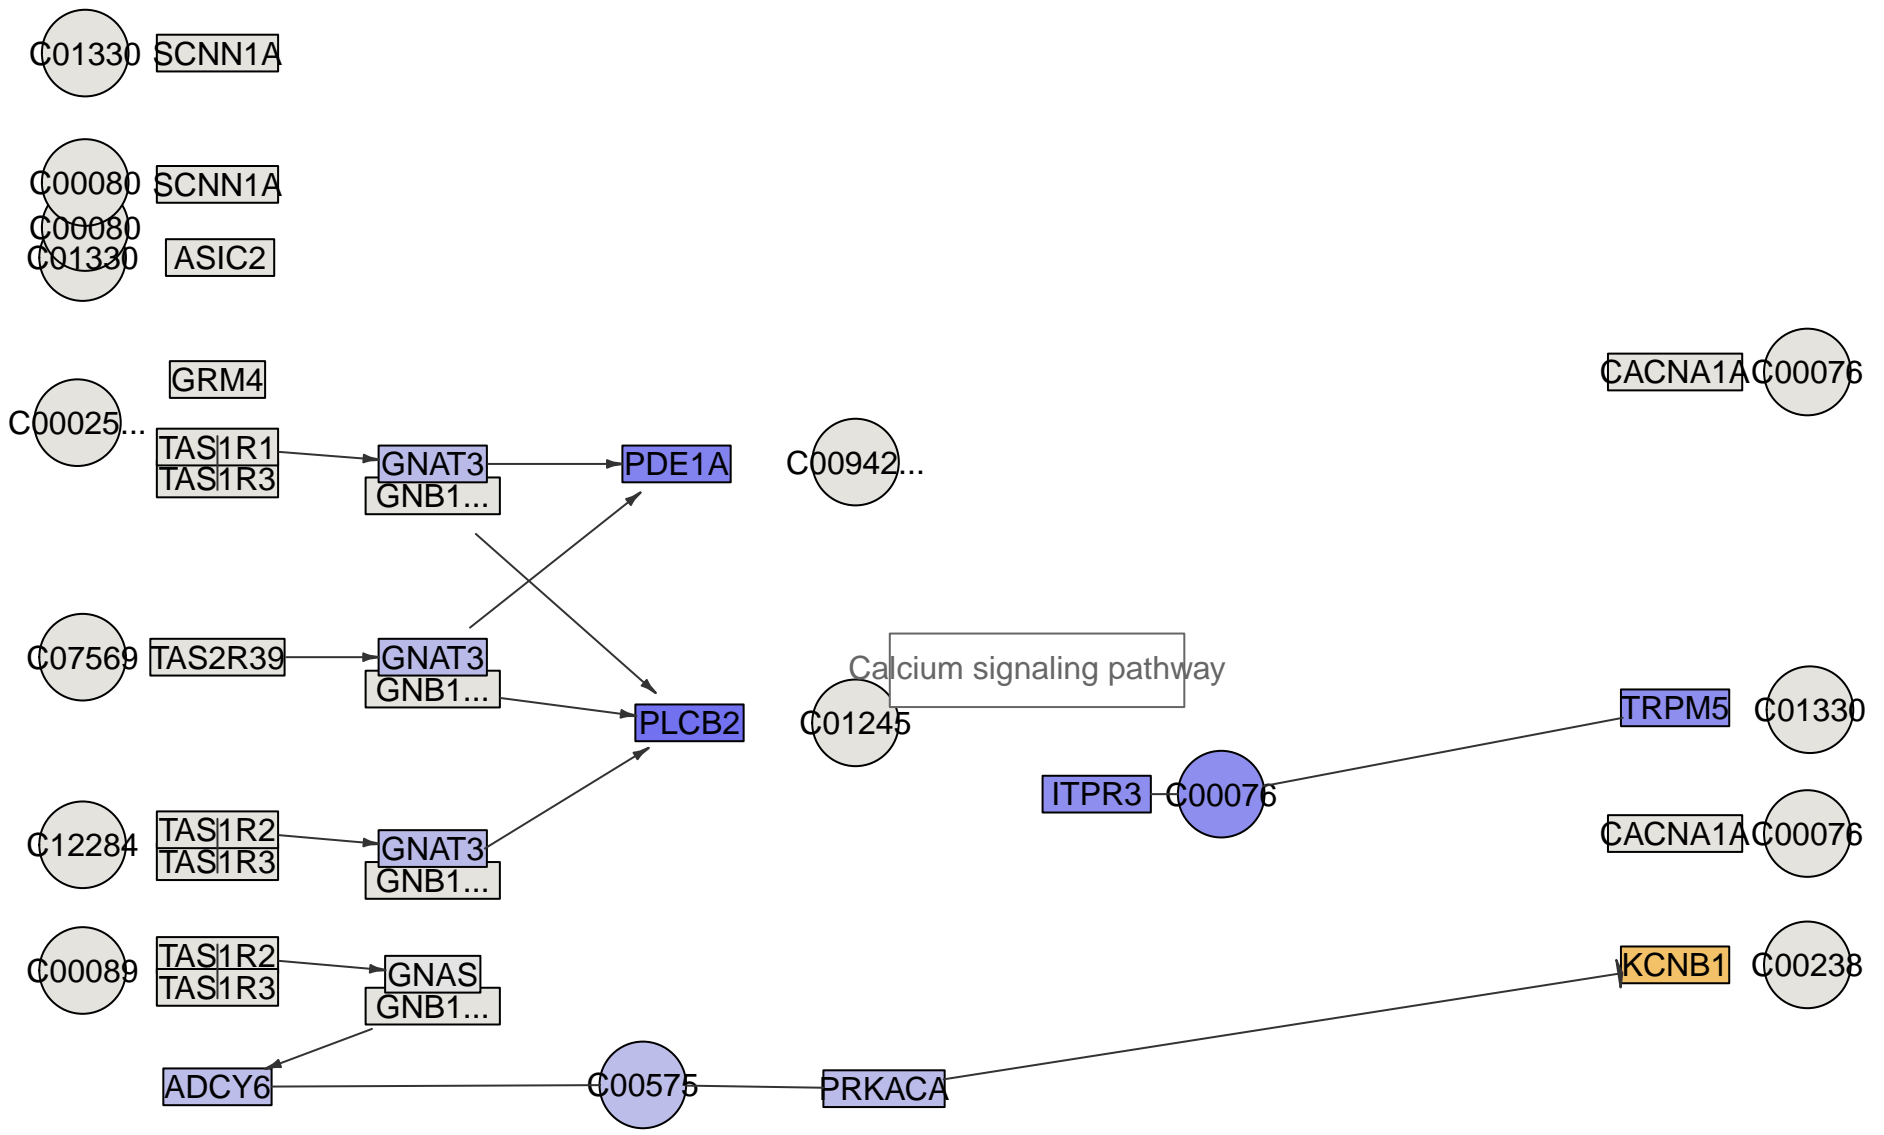 C01330 SCNN1A
C00080 SCNN1A
C00080
C01330 ASIC2
CACNA1A C00076
GRM4
C00025...
TAS1R1
GNAT3 PDE1A C00942...
TAS1R3
GNB1...
C07569 TAS2R39 GNAT3
Calcium signaling pathway
GNB1...
TRPM5 C01330
PLCB2 C01245
ITPR3 C00076
TAS1R2
CACNA1A C00076
C12284 GNAT3
TAS1R3
GNB1...
TAS1R2
KCNB1 C00238
C00089 GNAS
TAS1R3
GNB1...
ADCY6 C00575 PRKACA